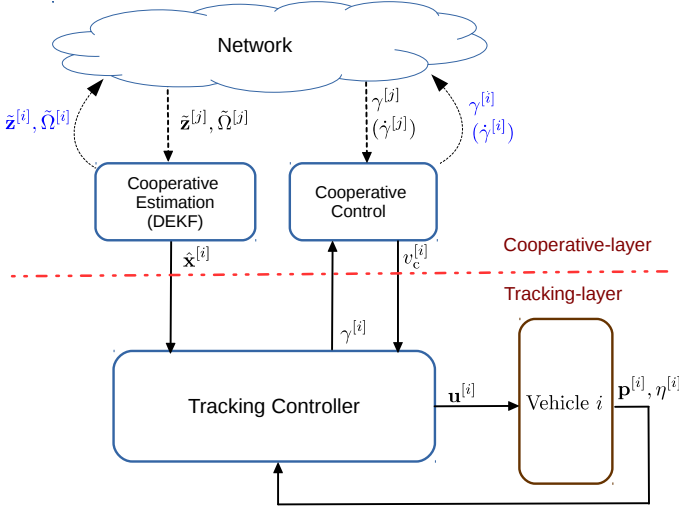 Network
z̃^[i], Ω̃^[i]
z̃^[j], Ω̃^[j]
γ^[j]
(γ̇^[j])
γ^[i]
(γ̇^[i])
Cooperative
Estimation
(DEKF)
Cooperative
Control
x̂^[i]
v_c^[i]
Cooperative-layer
Tracking-layer
γ^[i]
Tracking Controller
u^[i]
Vehicle i
p^[i], η^[i]